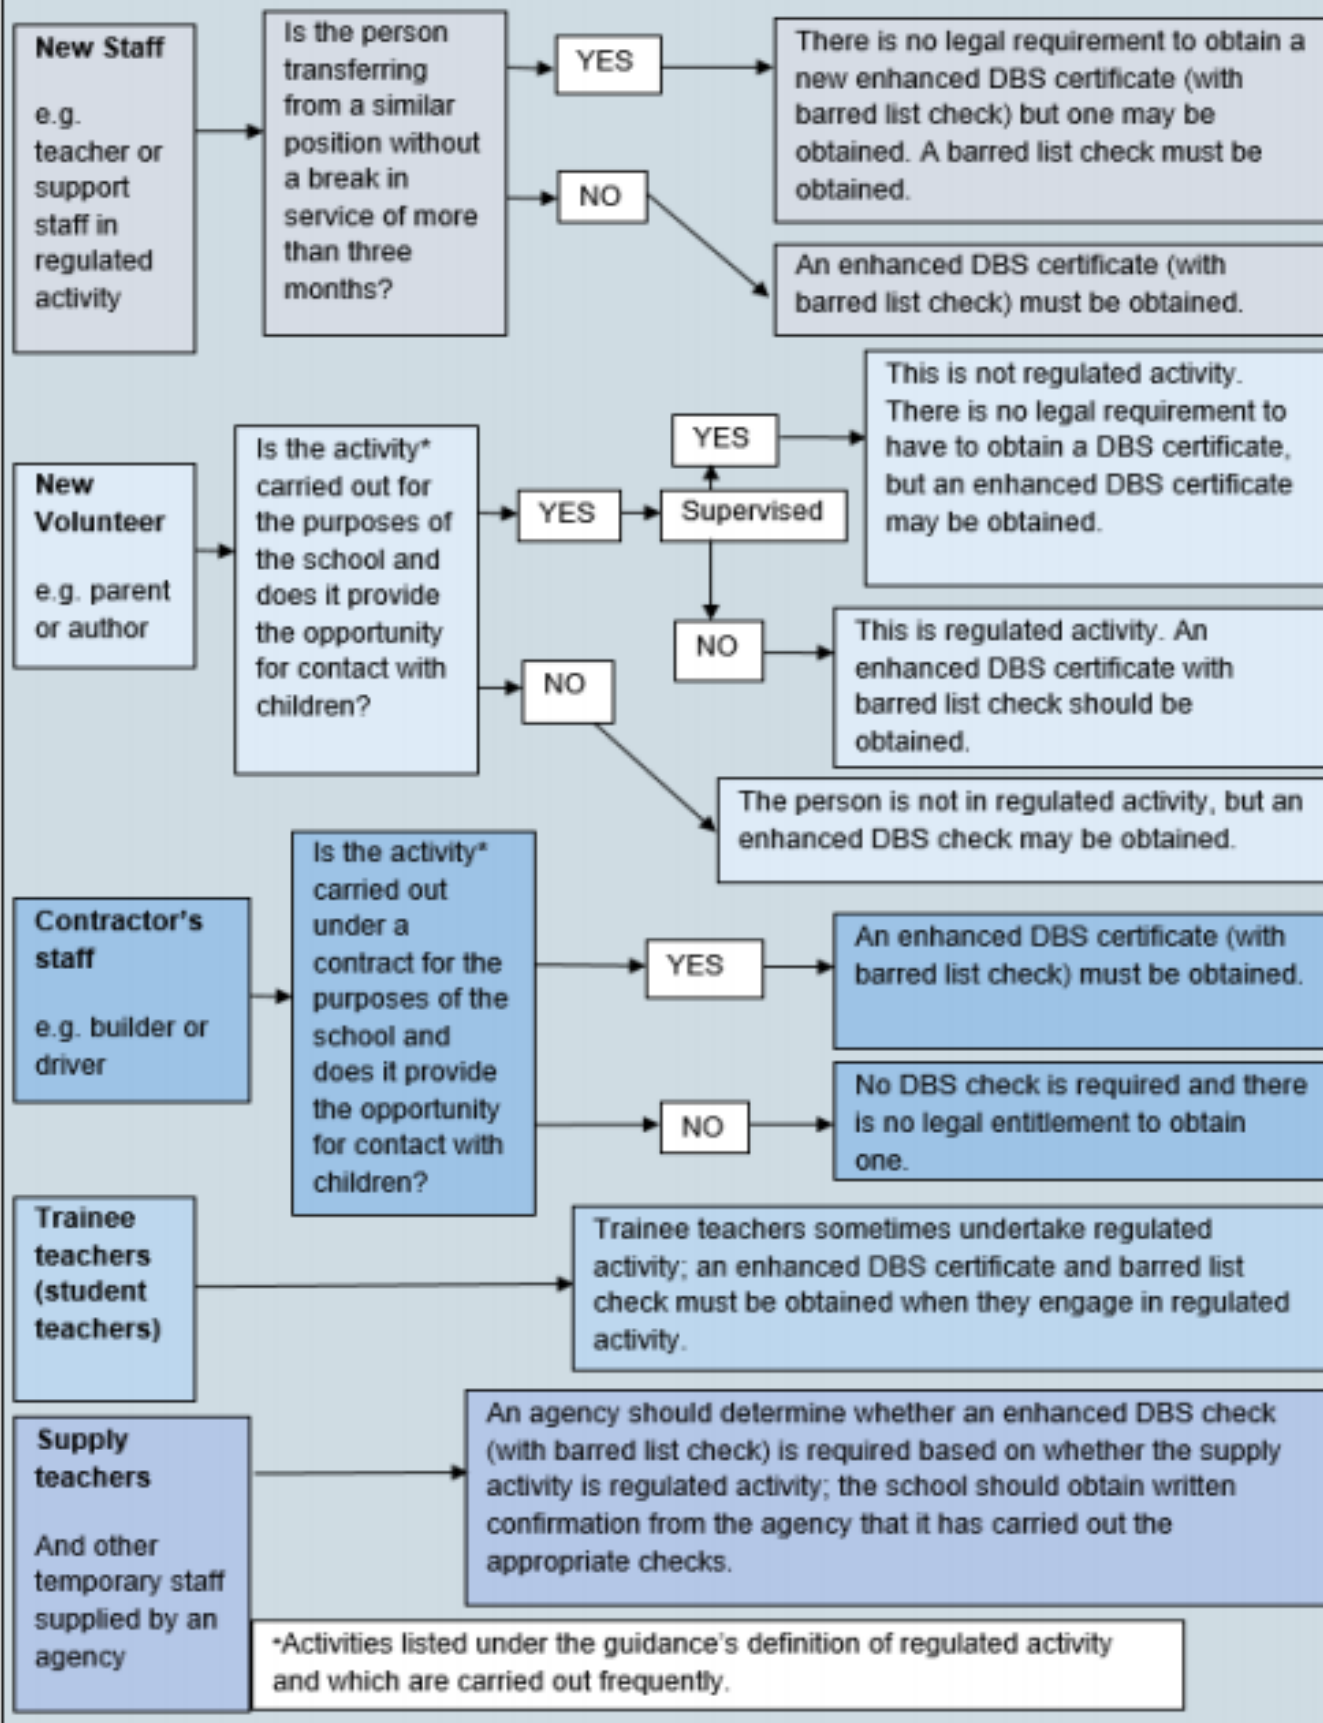 New Staff
e.g.
teacher or
support
staff in
regulated
activity
Is the person
transferring
from a similar
position without
a break in
service of more
than three
months?
YES
There is no legal requirement to obtain a
new enhanced DBS certificate (with
barred list check) but one may be
obtained. A barred list check must be
obtained.
NO
An enhanced DBS certificate (with
barred list check) must be obtained.
New
Volunteer
e.g. parent
or author
Is the activity*
carried out for
the purposes of
the school and
does it provide
the opportunity
for contact with
children?
YES
Supervised
YES
This is not regulated activity.
There is no legal requirement to
have to obtain a DBS certificate,
but an enhanced DBS certificate
may be obtained.
NO
This is regulated activity. An
enhanced DBS certificate with
barred list check should be
obtained.
NO
The person is not in regulated activity, but an
enhanced DBS check may be obtained.
Contractor's
staff
e.g. builder or
driver
Is the activity*
carried out
under a
contract for the
purposes of the
school and
does it provide
the opportunity
for contact with
children?
YES
An enhanced DBS certificate (with
barred list check) must be obtained.
NO
No DBS check is required and there
is no legal entitlement to obtain
one.
Trainee
teachers
(student
teachers)
Trainee teachers sometimes undertake regulated
activity; an enhanced DBS certificate and barred list
check must be obtained when they engage in regulated
activity.
Supply
teachers
And other
temporary staff
supplied by an
agency
An agency should determine whether an enhanced DBS check
(with barred list check) is required based on whether the supply
activity is regulated activity; the school should obtain written
confirmation from the agency that it has carried out the
appropriate checks.
*Activities listed under the guidance's definition of regulated activity
and which are carried out frequently.